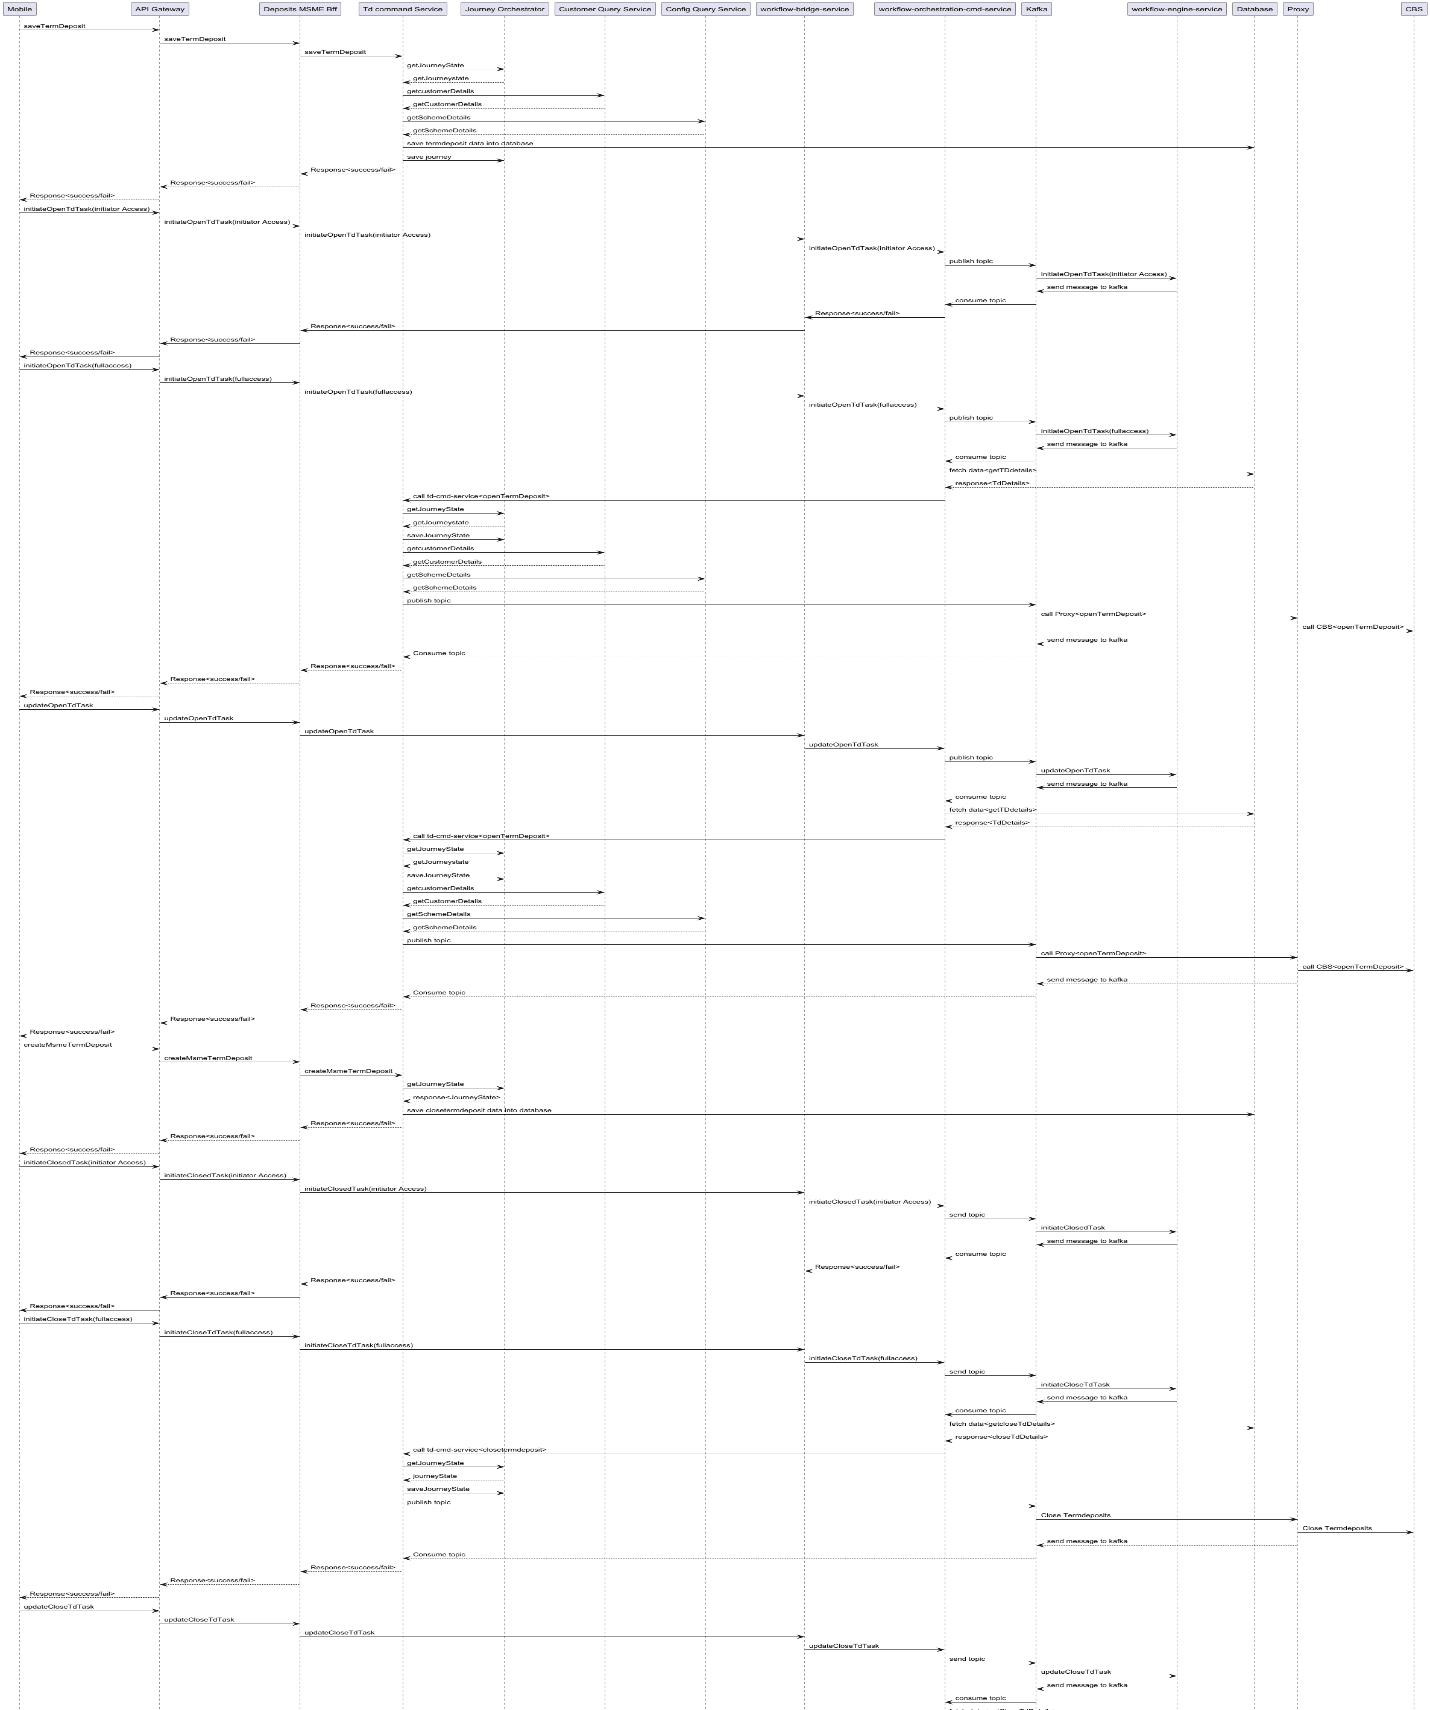 Mobile
API Gateway
Deposits MSME Bff
Td command Service
Journey Orchestrator
Customer Query Service
Config Query Service
workflow-bridge-service
workflow-orchestration-cmd-service
Kafka
workflow-engine-service
Database
Proxy
CBS
saveTermDeposit
saveTermDeposit
saveTermDeposit
getJourneyState
getJourneystate
getcustomerDetails
getCustomerDetails
getSchemeDetails
getSchemeDetails
save termdeposit data into database
save journey
Response<success/fail>
Response<success/fail>
Response<success/fail>
initiateOpenTdTask(initiator Access)
initiateOpenTdTask(initiator Access)
initiateOpenTdTask(initiator Access)
initiateOpenTdTask(initiator Access)
publish topic
initiateOpenTdTask(initiator Access)
send message to kafka
consume topic
Response<success/fail>
Response<success/fail>
Response<success/fail>
Response<success/fail>
initiateOpenTdTask(fullaccess)
initiateOpenTdTask(fullaccess)
initiateOpenTdTask(fullaccess)
initiateOpenTdTask(fullaccess)
publish topic
initiateOpenTdTask(fullaccess)
send message to kafka
consume topic
fetch data<getTDdetails>
response<TdDetails>
call td-cmd-service<openTermDeposit>
getJourneyState
getJourneystate
saveJourneyState
getcustomerDetails
getCustomerDetails
getSchemeDetails
getSchemeDetails
publish topic
call Proxy<openTermDeposit>
call CBS<openTermDeposit>
send message to kafka
Consume topic
Response<success/fail>
Response<success/fail>
Response<success/fail>
updateOpenTdTask
updateOpenTdTask
updateOpenTdTask
updateOpenTdTask
publish topic
updateOpenTdTask
send message to kafka
consume topic
fetch data<getTDdetails>
response<TdDetails>
call td-cmd-service<openTermDeposit>
getJourneyState
getJourneystate
saveJourneyState
getcustomerDetails
getCustomerDetails
getSchemeDetails
getSchemeDetails
publish topic
call Proxy<openTermDeposit>
call CBS<openTermDeposit>
send message to kafka
Consume topic
Response<success/fail>
Response<success/fail>
Response<success/fail>
createMsmeTermDeposit
createMsmeTermDeposit
createMsmeTermDeposit
getJourneyState
response<JourneyState>
save closetermdeposit data into database
Response<success/fail>
Response<success/fail>
Response<success/fail>
initiateClosedTask(initiator Access)
initiateClosedTask(initiator Access)
initiateClosedTask(initiator Access)
initiateClosedTask(initiator Access)
send topic
initiateClosedTask
send message to kafka
consume topic
Response<success/fail>
Response<success/fail>
Response<success/fail>
Response<success/fail>
initiateCloseTdTask(fullaccess)
initiateCloseTdTask(fullaccess)
initiateCloseTdTask(fullaccess)
initiateCloseTdTask(fullaccess)
send topic
initiateCloseTdTask
send message to kafka
consume topic
fetch data<getcloseTdDetails>
response<closeTdDetails>
call td-cmd-service<closetermdeposit>
getJourneyState
journeyState
saveJourneyState
publish topic
Close Termdeposits
Close Termdeposits
send message to kafka
Consume topic
Response<success/fail>
Response<success/fail>
Response<success/fail>
updateCloseTdTask
updateCloseTdTask
updateCloseTdTask
updateCloseTdTask
send topic
updateCloseTdTask
send message to kafka
consume topic